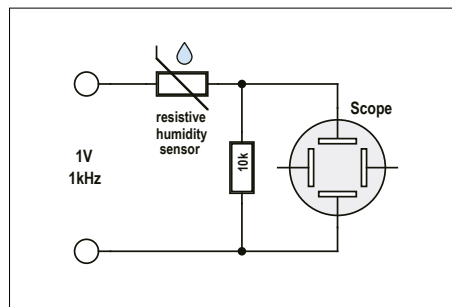 resistive
humidity
sensor
Scope
1V
1kHz
10k